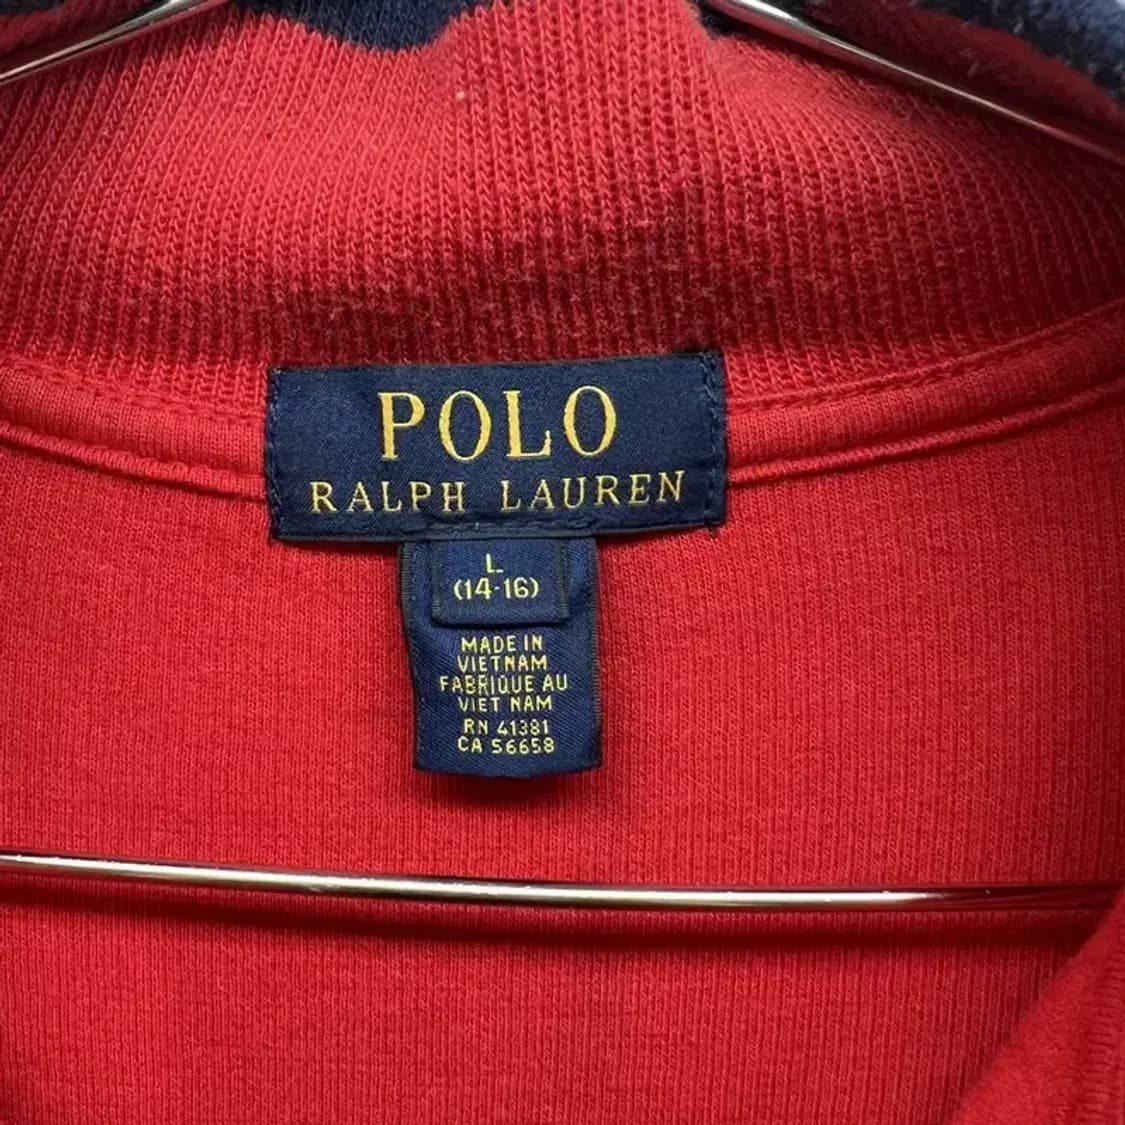 POLO
RALPH LAUREN
L
(14-16)
MADE IN
VIETNAM
FABRIQUE AU
VIET NAM
RN 41381
CA 56658